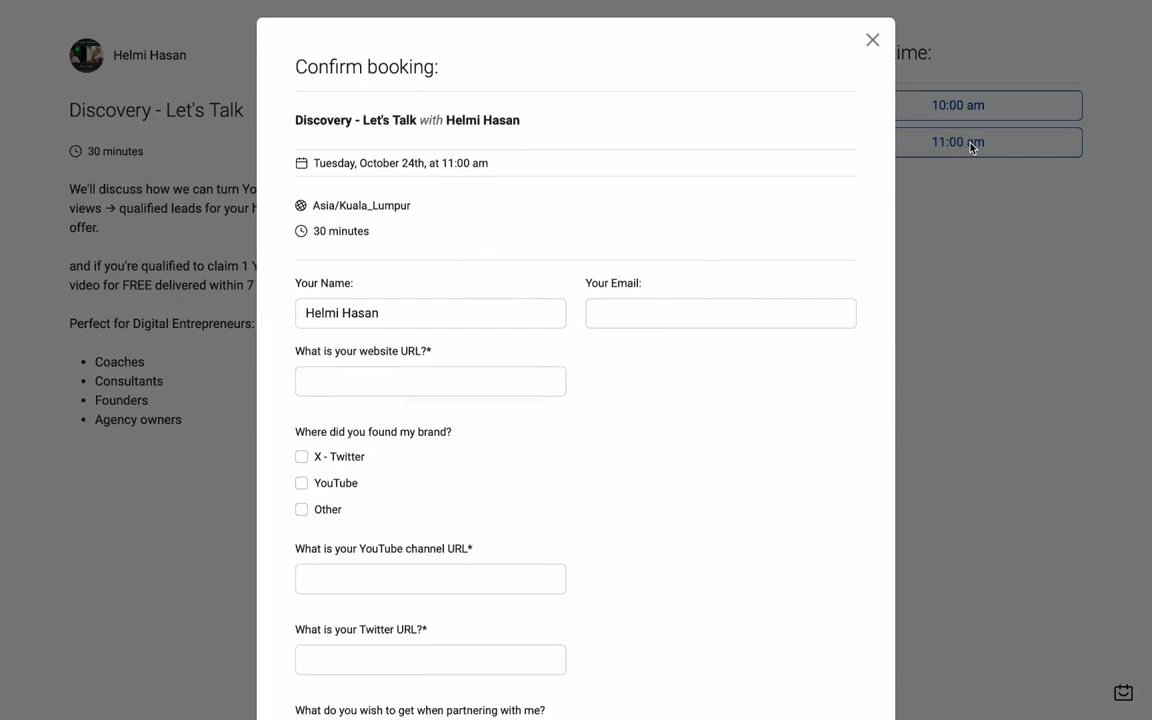 Helmi Hasan
Discovery - Let's Talk
30 minutes
We'll discuss how we can turn Yo
views → qualified leads for your h
offer.
and if you're qualified to claim 1 Y
video for FREE delivered within 7
Perfect for Digital Entrepreneurs:
• Coaches
• Consultants
• Founders
• Agency owners
Confirm booking:
Discovery - Let's Talk with Helmi Hasan
Tuesday, October 24th, at 11:00 am
Asia/Kuala_Lumpur
30 minutes
Your Name: Your Email:
Helmi Hasan
What is your website URL?*
Where did you found my brand?
X - Twitter
YouTube
Other
What is your YouTube channel URL*
What is your Twitter URL?*
What do you wish to get when partnering with me?
ime:
10:00 am
11:00 am